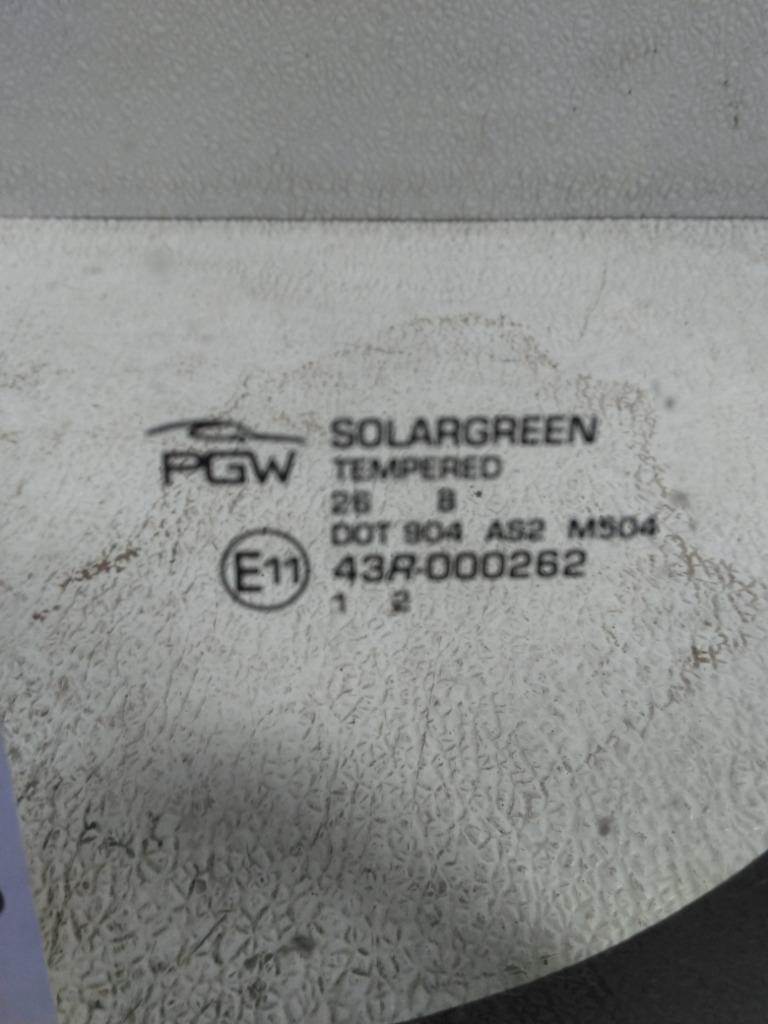 PGW
SOLARGREEN
TEMPERED
26 8
DOT 904 AS2 M504
E11 43R-000262
1 2